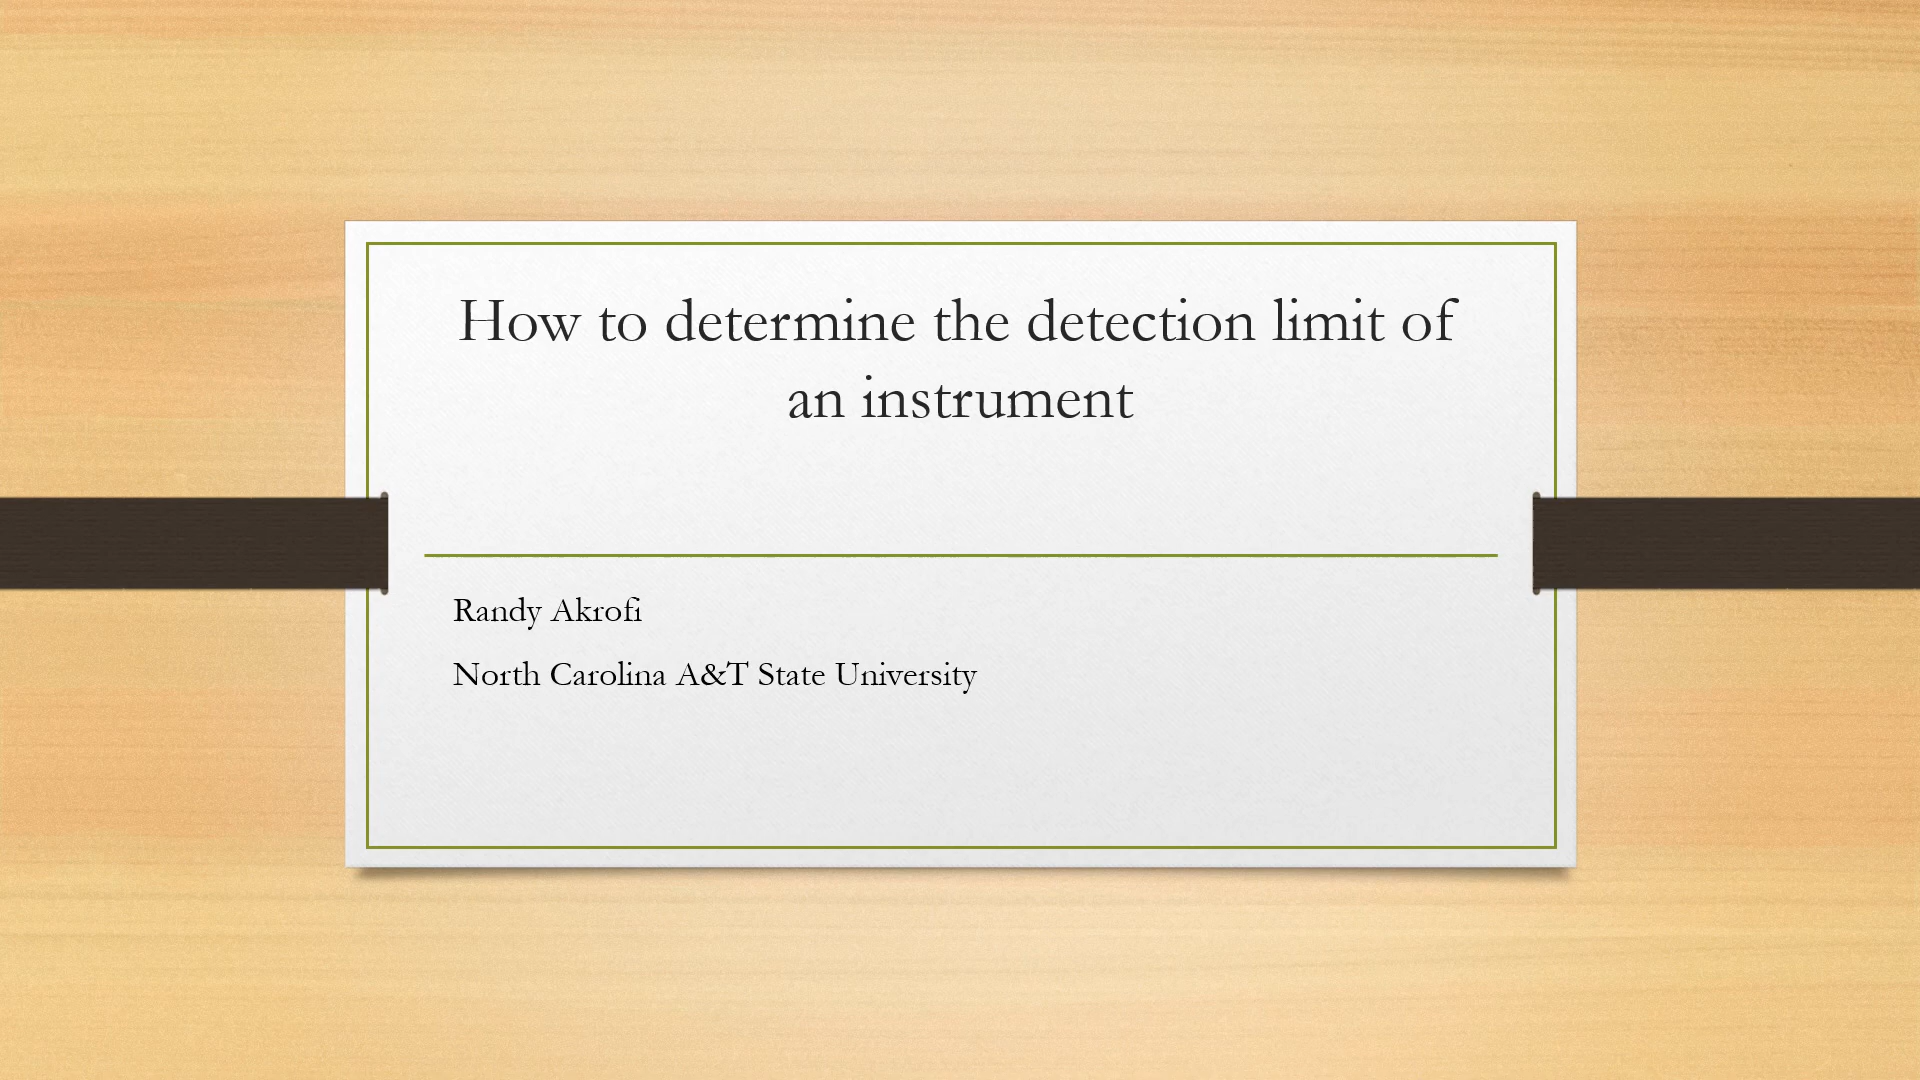 How to determine the detection limit of
an instrument
Randy Akrofi
North Carolina A&T State University